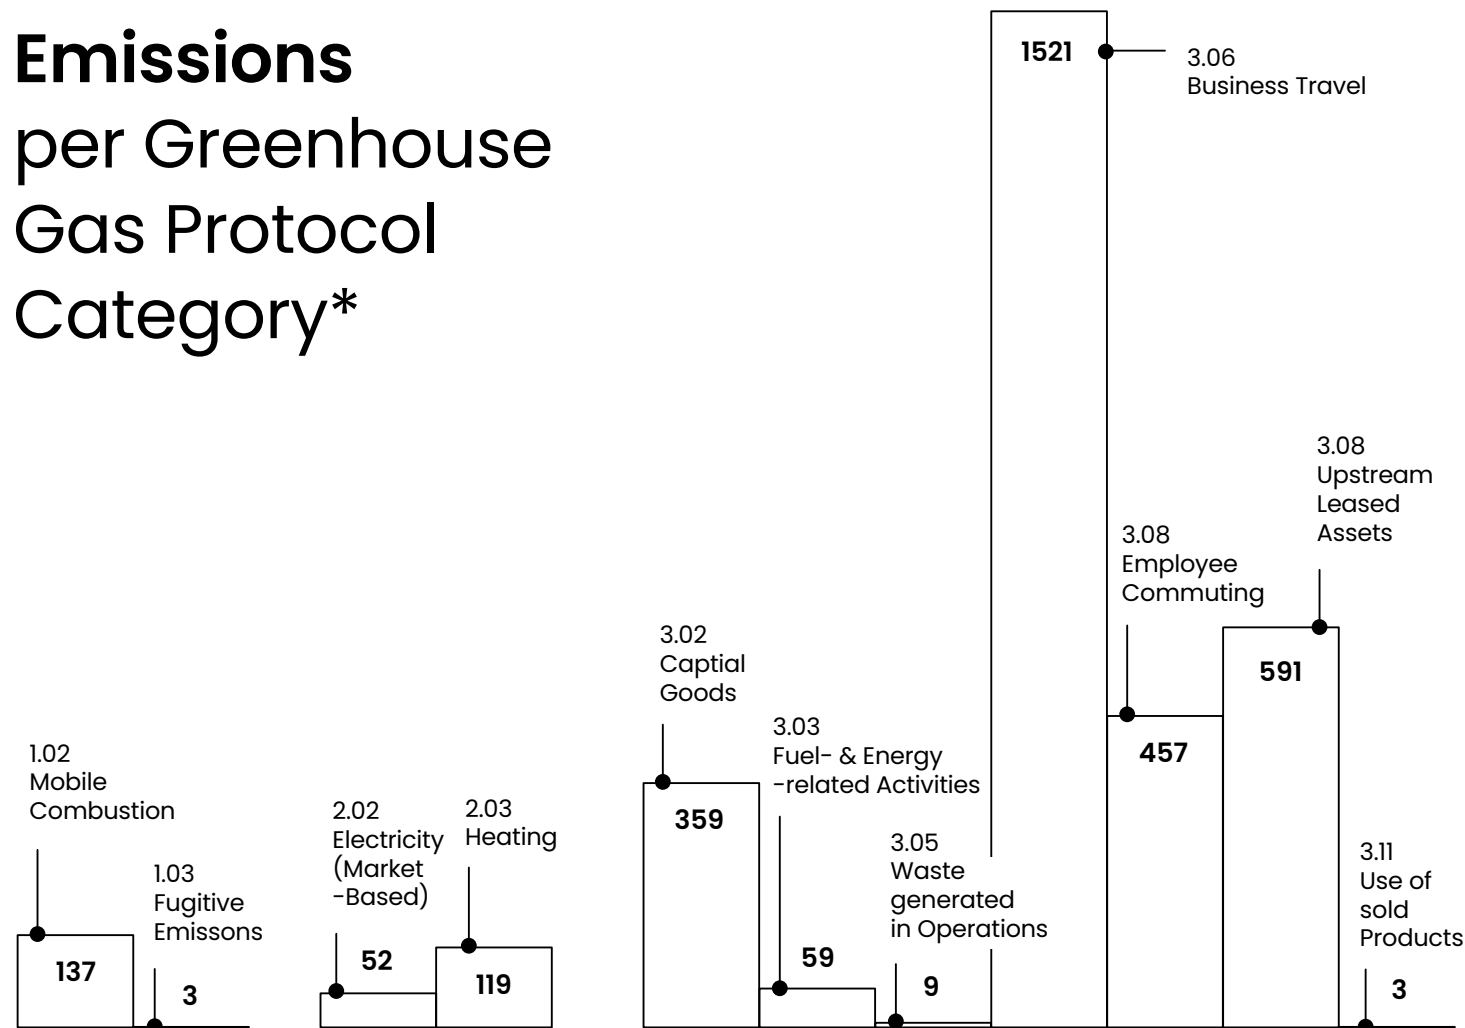 Emissions
per Greenhouse
Gas Protocol
Category*
1.02
Mobile
Combustion
137
1.03
Fugitive
Emissons
3
2.02
Electricity
(Market
-Based)
52
2.03
Heating
119
3.02
Captial
Goods
359
3.03
Fuel- & Energy
-related Activities
59
3.05
Waste
generated
in Operations
9
1521
3.06
Business Travel
3.08
Employee
Commuting
457
3.08
Upstream
Leased
Assets
591
3.11
Use of
sold
Products
3